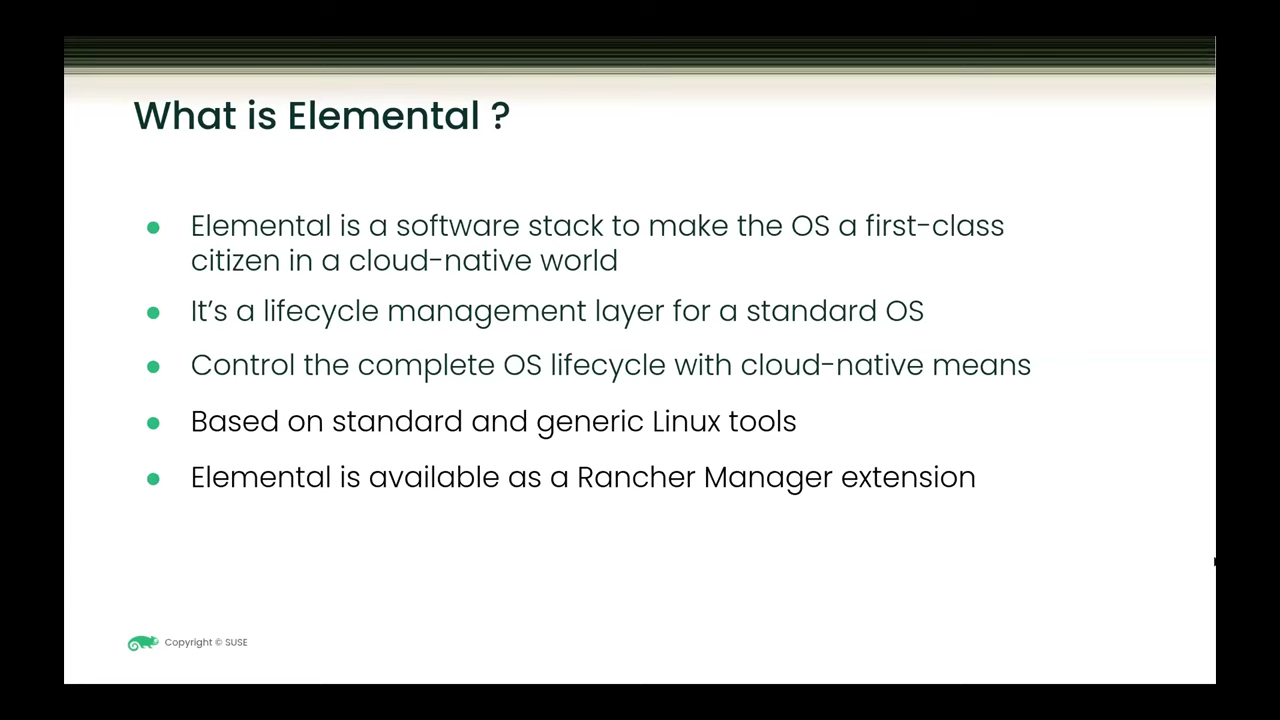 What is Elemental ?
● Elemental is a software stack to make the OS a first-class
citizen in a cloud-native world
● It’s a lifecycle management layer for a standard OS
● Control the complete OS lifecycle with cloud-native means
● Based on standard and generic Linux tools
● Elemental is available as a Rancher Manager extension
Copyright © SUSE